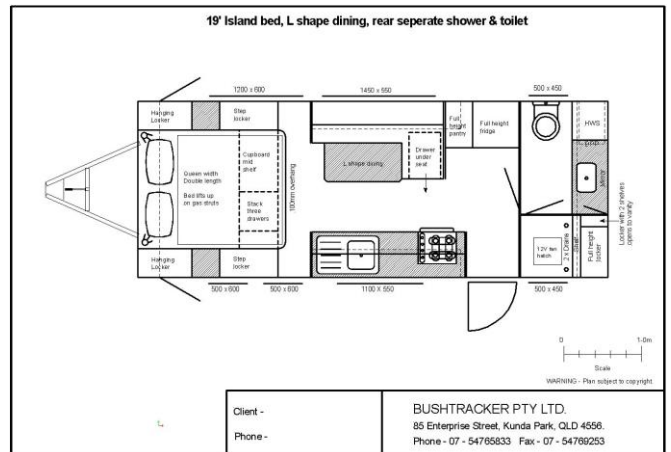 19' Island bed, L shape dining, rear seperate shower & toilet
1200 x 600
1450 x 550
500 x 450
Hanging
Locker
Step
locker
Full
height
pantry
Full height
fridge
HWS
GPO
Queen width
Double length
Bed lifts up
on gas struts
Cupboard
mid
shelf
Stack
three
drawers
100mm overhang
L shape dining
Drawer
under
seat
Mirror
Locker with 2 shelves
opens to vanity
Hanging
Locker
Step
locker
12V fan
hatch
2 x Drains
Full height
locker
500 x 600
500 x 600
1100 X 550
500 x 450
0
1-0m
Scale
WARNING - Plan subject to copyright.
Client -
Phone -
BUSHTRACKER PTY LTD.
85 Enterprise Street, Kunda Park, QLD 4556.
Phone - 07 - 54765833 Fax - 07 - 54769253